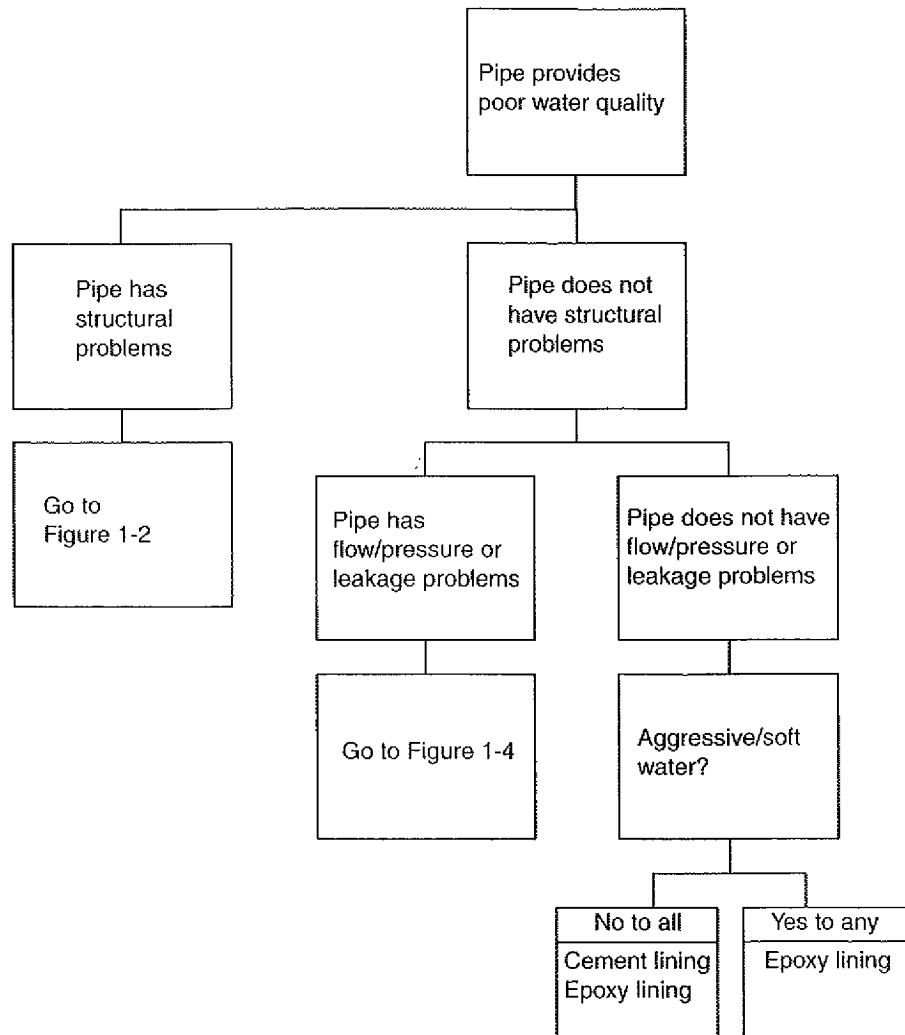 Pipe provides
poor water quality
Pipe has
structural
problems
Pipe does not
have structural
problems
Go to
Figure 1-2
Pipe has
flow/pressure or
leakage problems
Pipe does not have
flow/pressure or
leakage problems
Go to Figure 1-4
Aggressive/soft
water?
No to all
Cement lining
Epoxy lining
Yes to any
Epoxy lining